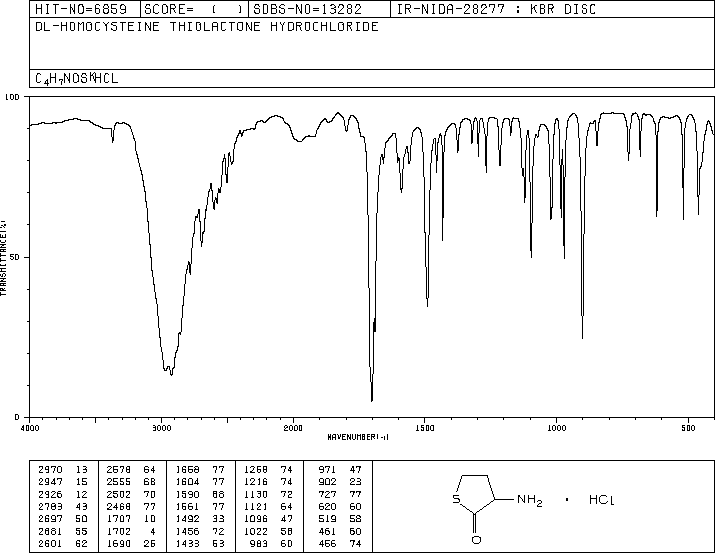 HIT-NO=6859 SCORE= ( ) SDBS-NO=13282 IR-NIDA-28277 : KBR DISC
DL-HOMOCYSTEINE THIOLACTONE HYDROCHLORIDE
C4H7NOS*HCL
100
50
0
TRANSMITTANCE(%)
4000 3000 2000 1500 1000 500
WAVENUMBER(-1)
2970 13 2578 64 1658 77 1268 74 971 47
2947 15 2555 68 1604 77 1216 74 902 23
2926 12 2502 70 1590 68 1130 72 727 77
2783 43 2468 77 1561 77 1121 64 620 60
2697 50 1707 10 1492 33 1096 47 519 58
2681 55 1702 4 1456 72 1022 58 461 60
2601 62 1690 26 1433 53 983 60 456 74
S
NH2 · HCl
O